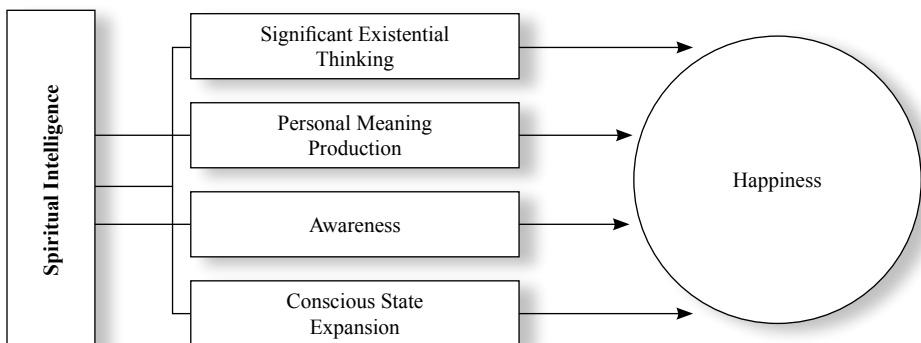 Spiritual Intelligence
Significant Existential
Thinking
Personal Meaning
Production
Awareness
Conscious State
Expansion
Happiness